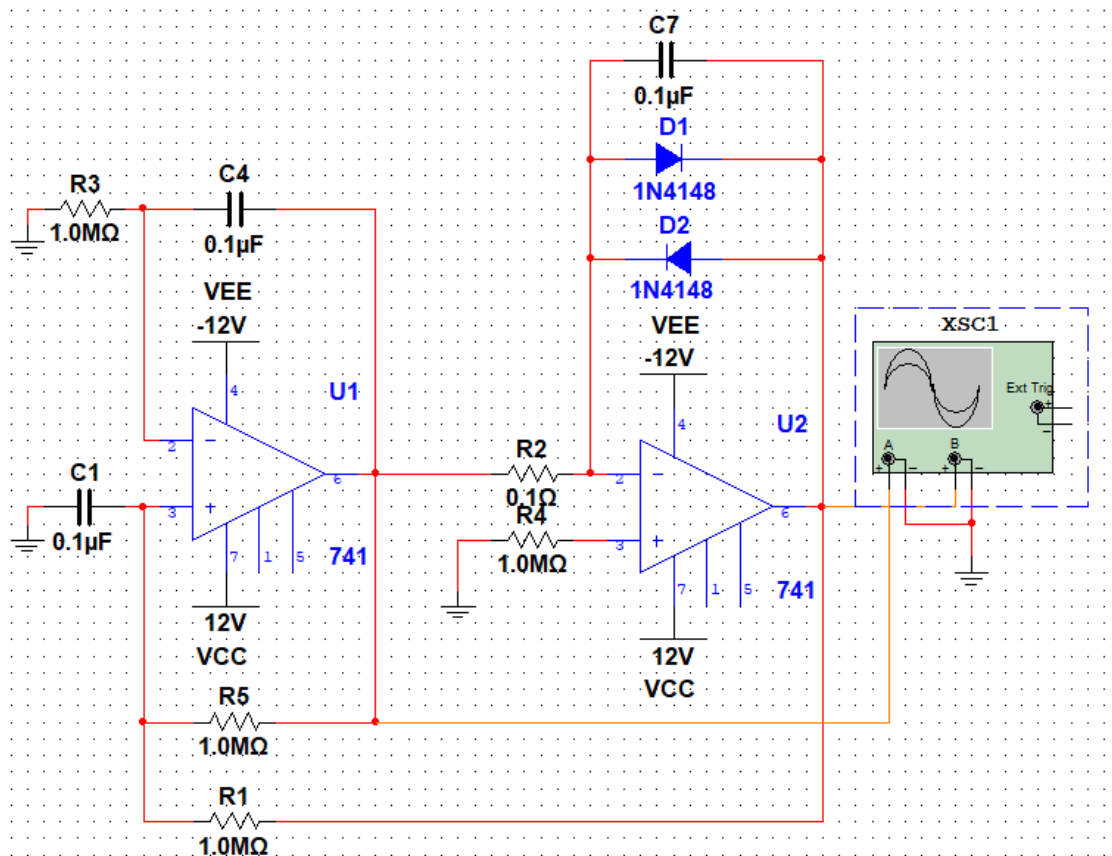 C7
0.1µF
D1
1N4148
D2
1N4148
R3
1.0MΩ
C4
0.1µF
VEE
-12V
4
U1
2
−
3
+
6
7
1
5
741
C1
0.1µF
12V
VCC
R5
1.0MΩ
R1
1.0MΩ
R2
0.1Ω
R4
1.0MΩ
VEE
-12V
4
U2
2
−
3
+
6
7
1
5
741
12V
VCC
XSC1
Ext Trig
+
−
A
B
+
−
+
−